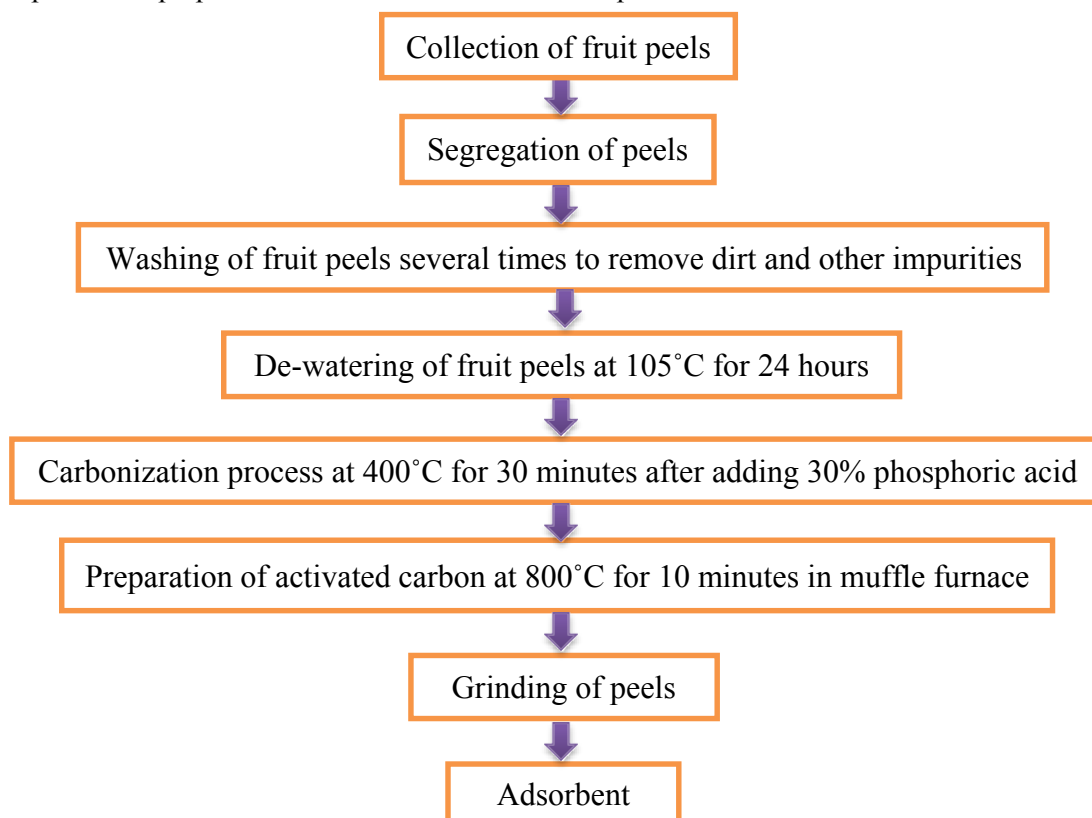 Collection of fruit peels
Segregation of peels
Washing of fruit peels several times to remove dirt and other impurities
De-watering of fruit peels at 105˚C for 24 hours
Carbonization process at 400˚C for 30 minutes after adding 30% phosphoric acid
Preparation of activated carbon at 800˚C for 10 minutes in muffle furnace
Grinding of peels
Adsorbent